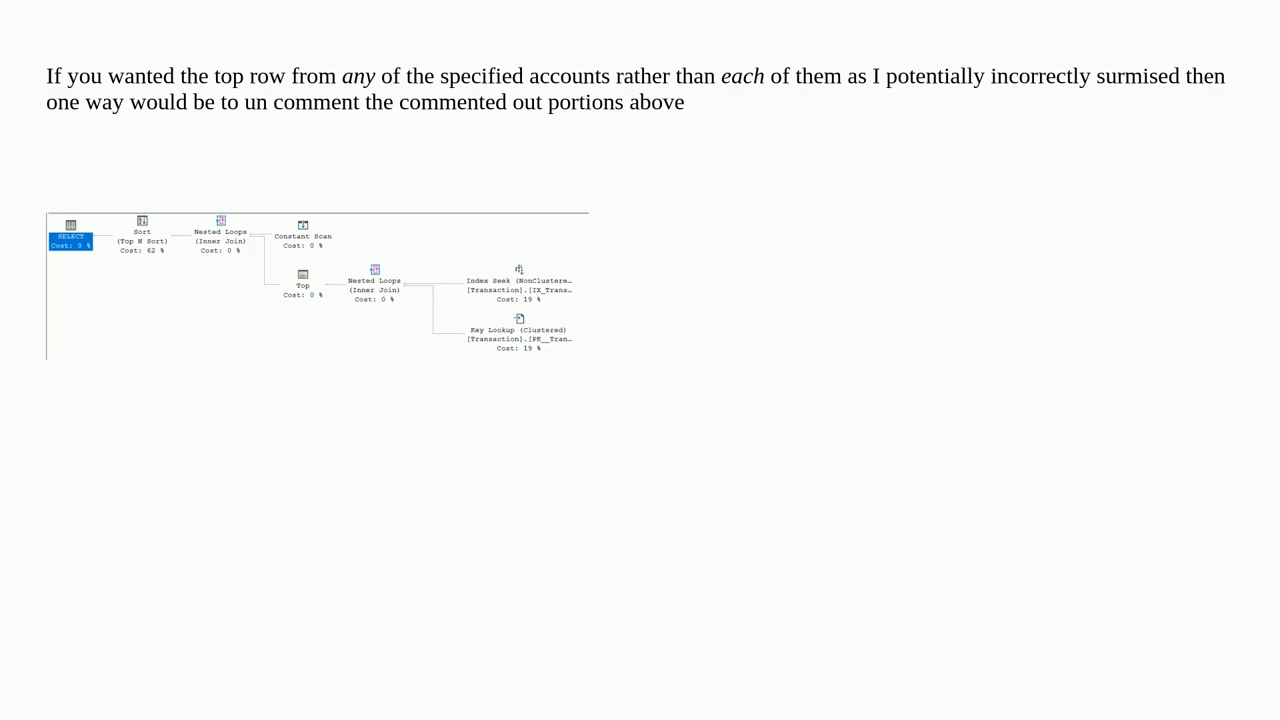 If you wanted the top row from any of the specified accounts rather than each of them as I potentially incorrectly surmised then
one way would be to un comment the commented out portions above
SELECT
Cost: 0 %
Sort
(Top N Sort)
Cost: 62 %
Nested Loops
(Inner Join)
Cost: 0 %
Constant Scan
Cost: 0 %
Top
Cost: 0 %
Nested Loops
(Inner Join)
Cost: 0 %
Index Seek (NonClustere…
[Transaction].[IX_Trans…
Cost: 19 %
Key Lookup (Clustered)
[Transaction].[PK__Tran…
Cost: 19 %